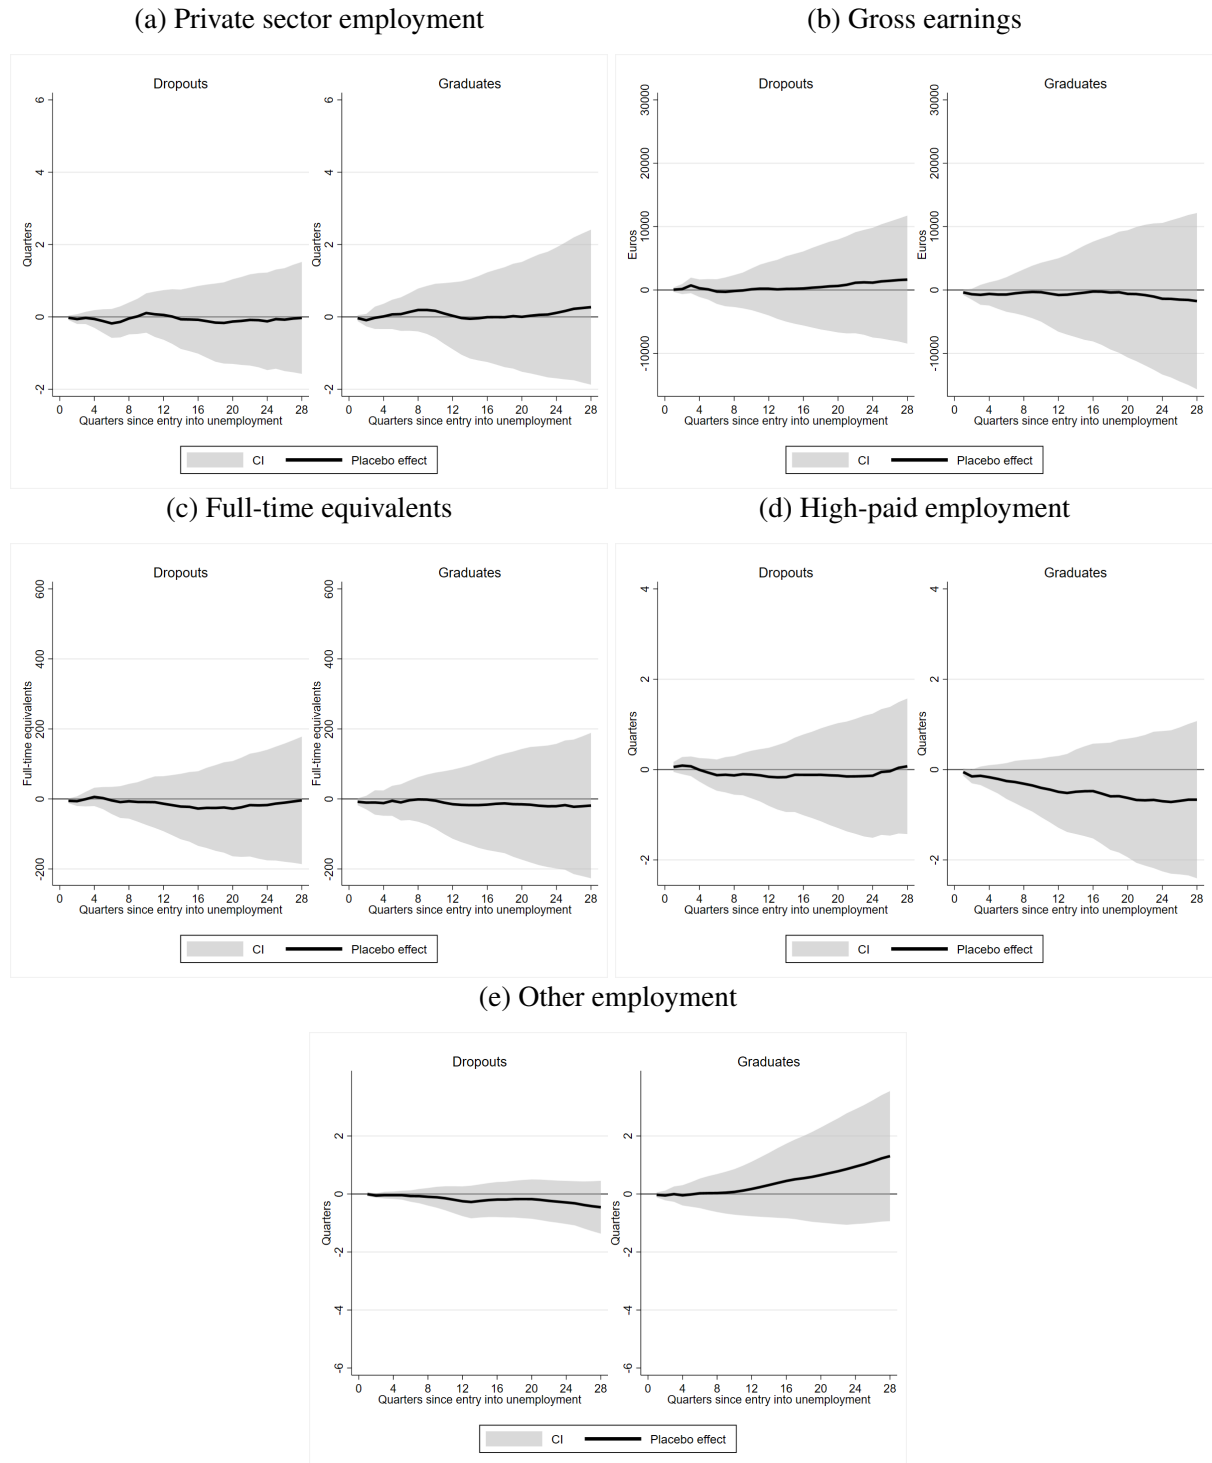 (a) Private sector employment
Dropouts
Graduates
Quarters
6
4
2
0
-2
0 4 8 12 16 20 24 28
Quarters since entry into unemployment
Quarters
6
4
2
0
-2
0 4 8 12 16 20 24 28
Quarters since entry into unemployment
CI Placebo effect
(b) Gross earnings
Dropouts
Graduates
Euros
30000
20000
10000
0
-10000
0 4 8 12 16 20 24 28
Quarters since entry into unemployment
Euros
30000
20000
10000
0
-10000
0 4 8 12 16 20 24 28
Quarters since entry into unemployment
CI Placebo effect
(c) Full-time equivalents
Dropouts
Graduates
Full-time equivalents
600
400
200
0
-200
0 4 8 12 16 20 24 28
Quarters since entry into unemployment
Full-time equivalents
600
400
200
0
-200
0 4 8 12 16 20 24 28
Quarters since entry into unemployment
CI Placebo effect
(d) High-paid employment
Dropouts
Graduates
Quarters
4
2
0
-2
0 4 8 12 16 20 24 28
Quarters since entry into unemployment
Quarters
4
2
0
-2
0 4 8 12 16 20 24 28
Quarters since entry into unemployment
CI Placebo effect
(e) Other employment
Dropouts
Graduates
Quarters
2
0
-2
-4
-6
0 4 8 12 16 20 24 28
Quarters since entry into unemployment
Quarters
2
0
-2
-4
-6
0 4 8 12 16 20 24 28
Quarters since entry into unemployment
CI Placebo effect